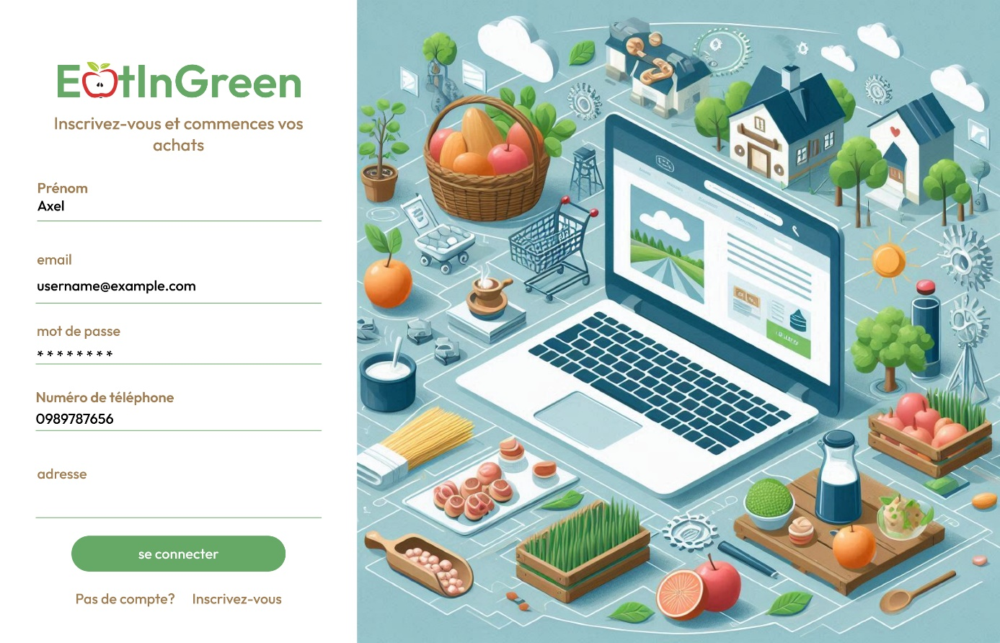 EatInGreen
Inscrivez-vous et commences vos
achats
Prénom
Axel
email
username@example.com
mot de passe
* * * * * * * *
Numéro de téléphone
0989787656
adresse
se connecter
Pas de compte? Inscrivez-vous